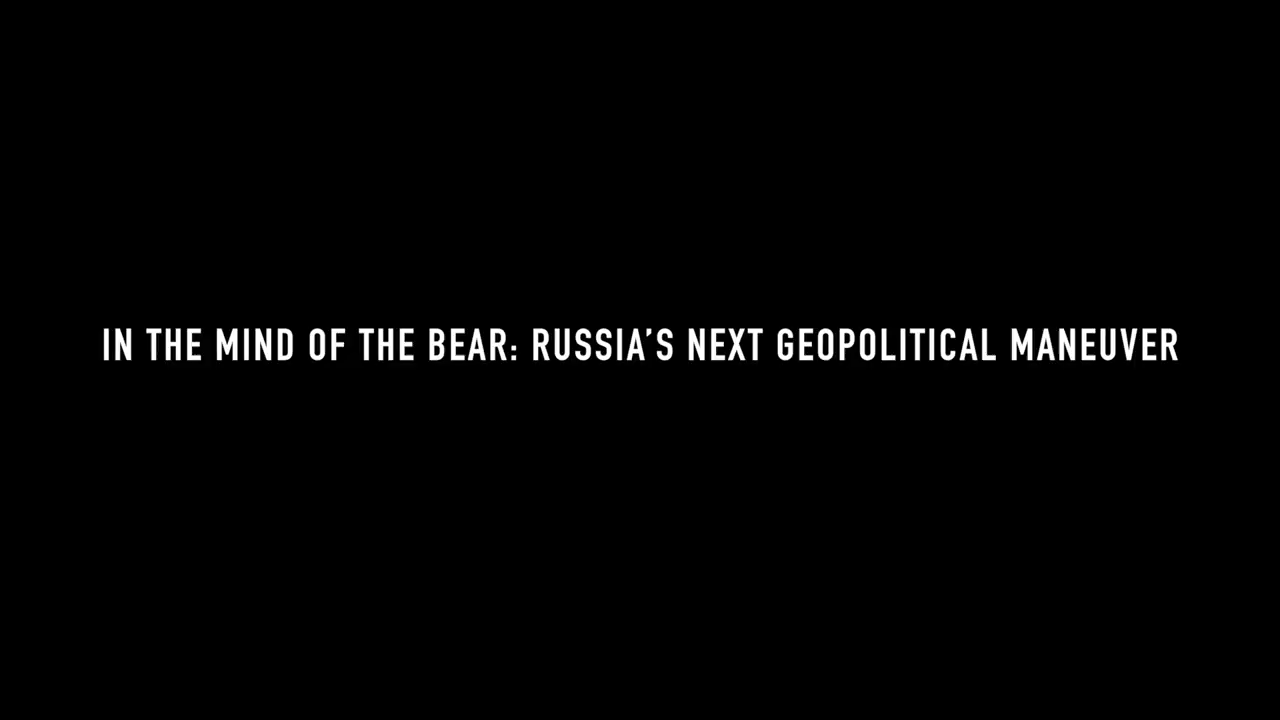 IN THE MIND OF THE BEAR: RUSSIA’S NEXT GEOPOLITICAL MANEUVER